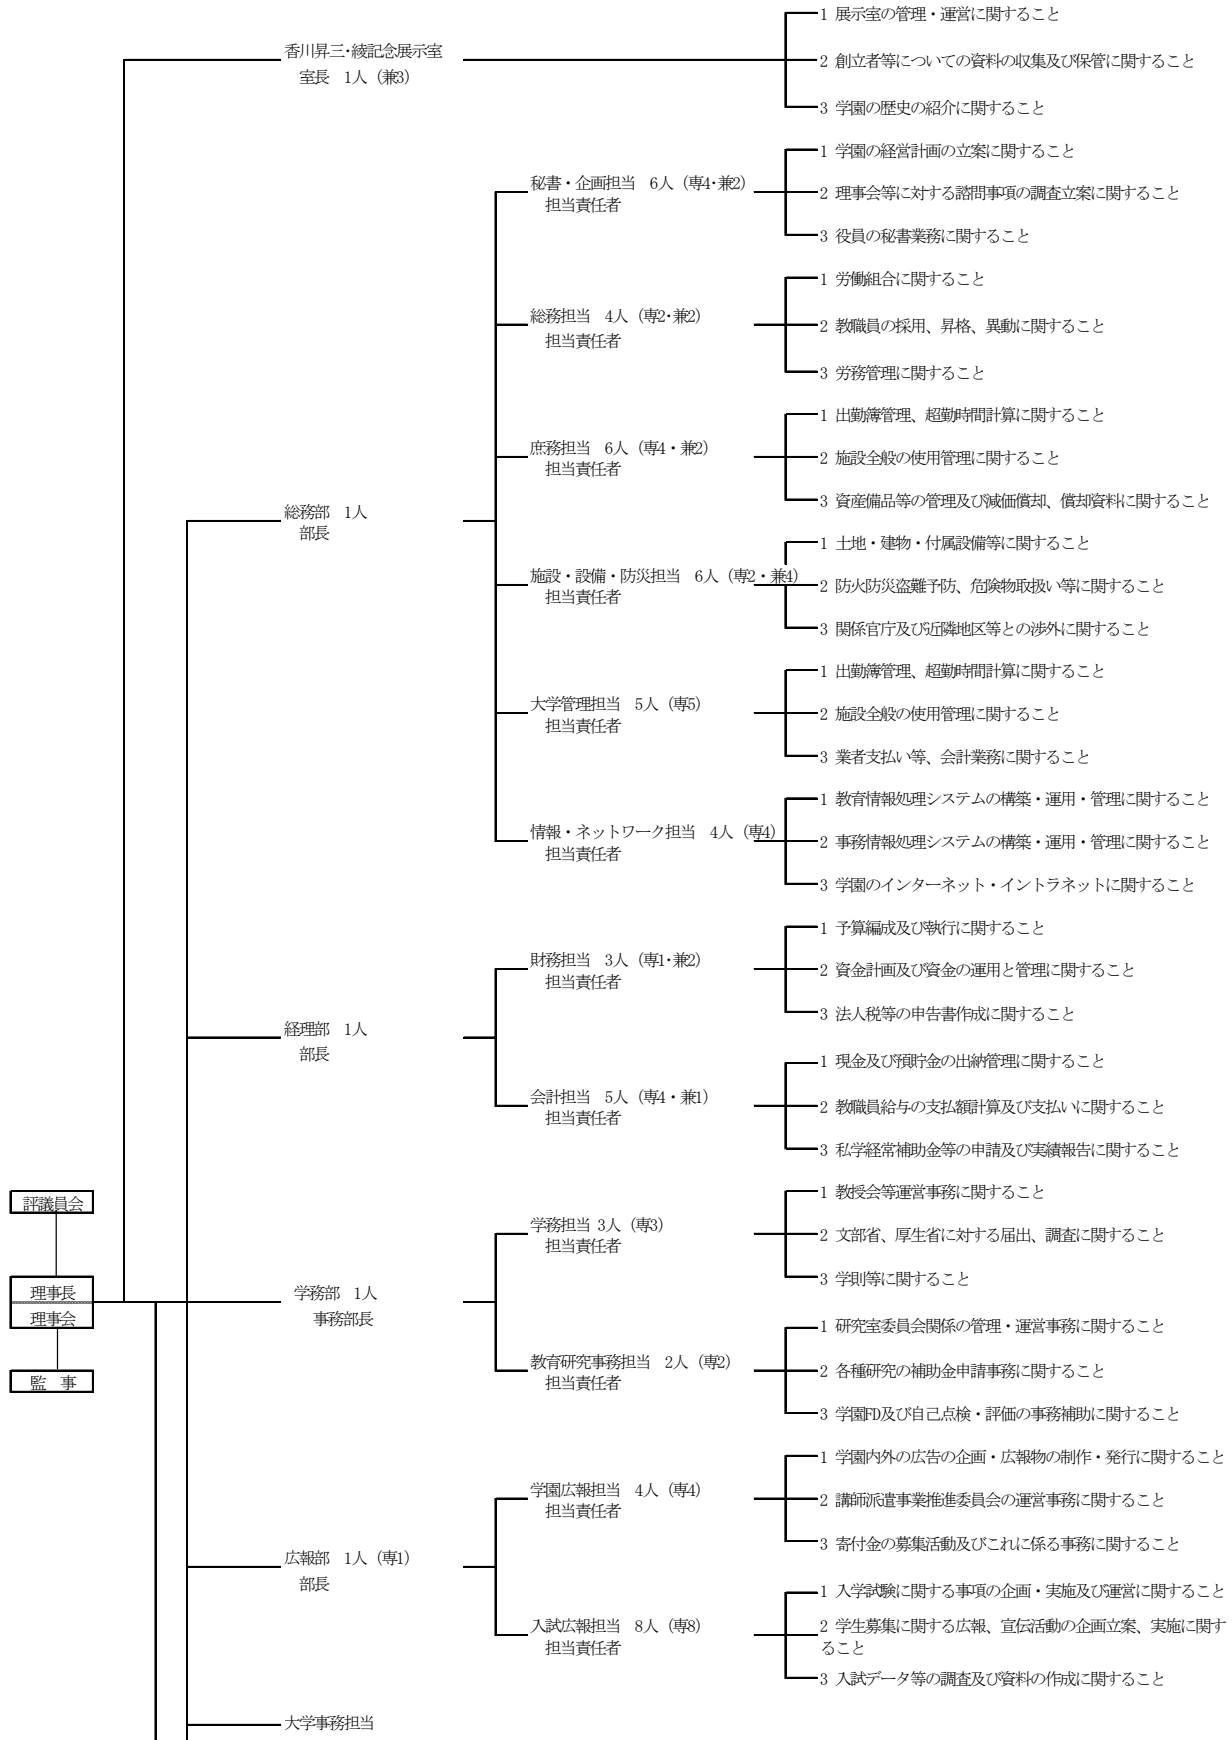 評議員会
理事長
理事会
監　事
香川昇三・綾記念展示室
室長　1人（兼3）
1 展示室の管理・運営に関すること
2 創立者等についての資料の収集及び保管に関すること
3 学園の歴史の紹介に関すること
総務部　1人
部長
秘書・企画担当　6人（専4・兼2）
担当責任者
1 学園の経営計画の立案に関すること
2 理事会等に対する諮問事項の調査立案に関すること
3 役員の秘書業務に関すること
総務担当　4人（専2・兼2）
担当責任者
1 労働組合に関すること
2 教職員の採用、昇格、異動に関すること
3 労務管理に関すること
庶務担当　6人（専4・兼2）
担当責任者
1 出勤簿管理、超勤時間計算に関すること
2 施設全般の使用管理に関すること
3 資産備品等の管理及び減価償却、償却資料に関すること
施設・設備・防災担当　6人（専2・兼4）
担当責任者
1 土地・建物・付属設備等に関すること
2 防火防災盗難予防、危険物取扱い等に関すること
3 関係官庁及び近隣地区等との渉外に関すること
大学管理担当　5人（専5）
担当責任者
1 出勤簿管理、超勤時間計算に関すること
2 施設全般の使用管理に関すること
3 業者支払い等、会計業務に関すること
情報・ネットワーク担当　4人（専4）
担当責任者
1 教育情報処理システムの構築・運用・管理に関すること
2 事務情報処理システムの構築・運用・管理に関すること
3 学園のインターネット・イントラネットに関すること
経理部　1人
部長
財務担当　3人（専1・兼2）
担当責任者
1 予算編成及び執行に関すること
2 資金計画及び資金の運用と管理に関すること
3 法人税等の申告書作成に関すること
会計担当　5人（専4・兼1）
担当責任者
1 現金及び預貯金の出納管理に関すること
2 教職員給与の支払額計算及び支払いに関すること
3 私学経常補助金等の申請及び実績報告に関すること
学務部　1人
事務部長
学務担当 3人（専3）
担当責任者
1 教授会等運営事務に関すること
2 文部省、厚生省に対する届出、調査に関すること
3 学則等に関すること
教育研究事務担当　2人（専2）
担当責任者
1 研究室委員会関係の管理・運営事務に関すること
2 各種研究の補助金申請事務に関すること
3 学園FD及び自己点検・評価の事務補助に関すること
広報部　1人（専1）
部長
学園広報担当　4人（専4）
担当責任者
1 学園内外の広告の企画・広報物の制作・発行に関すること
2 講師派遣事業推進委員会の運営事務に関すること
3 寄付金の募集活動及びこれに係る事務に関すること
入試広報担当　8人（専8）
担当責任者
1 入学試験に関する事項の企画・実施及び運営に関すること
2 学生募集に関する広報、宣伝活動の企画立案、実施に関す
ること
3 入試データ等の調査及び資料の作成に関すること
大学事務担当